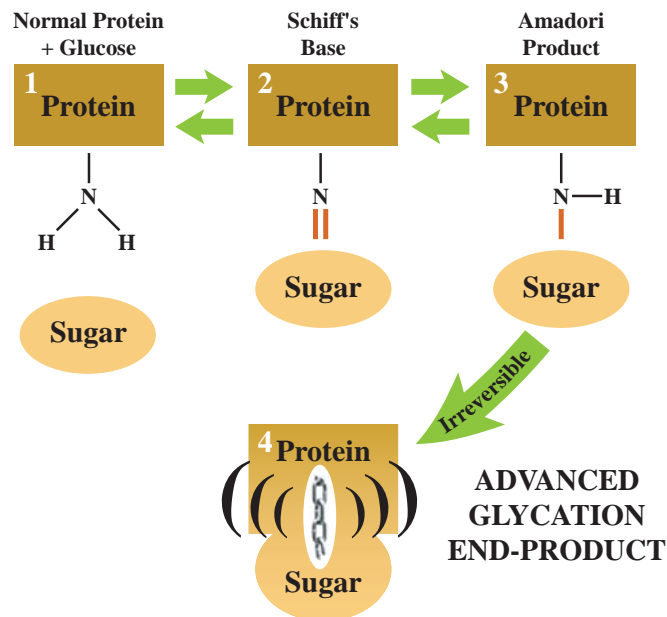 Normal Protein
+ Glucose
Schiff's
Base
Amadori
Product
1
Protein
2
Protein
3
Protein
N
H H
N
N H
Sugar
Sugar
Sugar
Irreversible
4
Protein
Sugar
ADVANCED
GLYCATION
END-PRODUCT